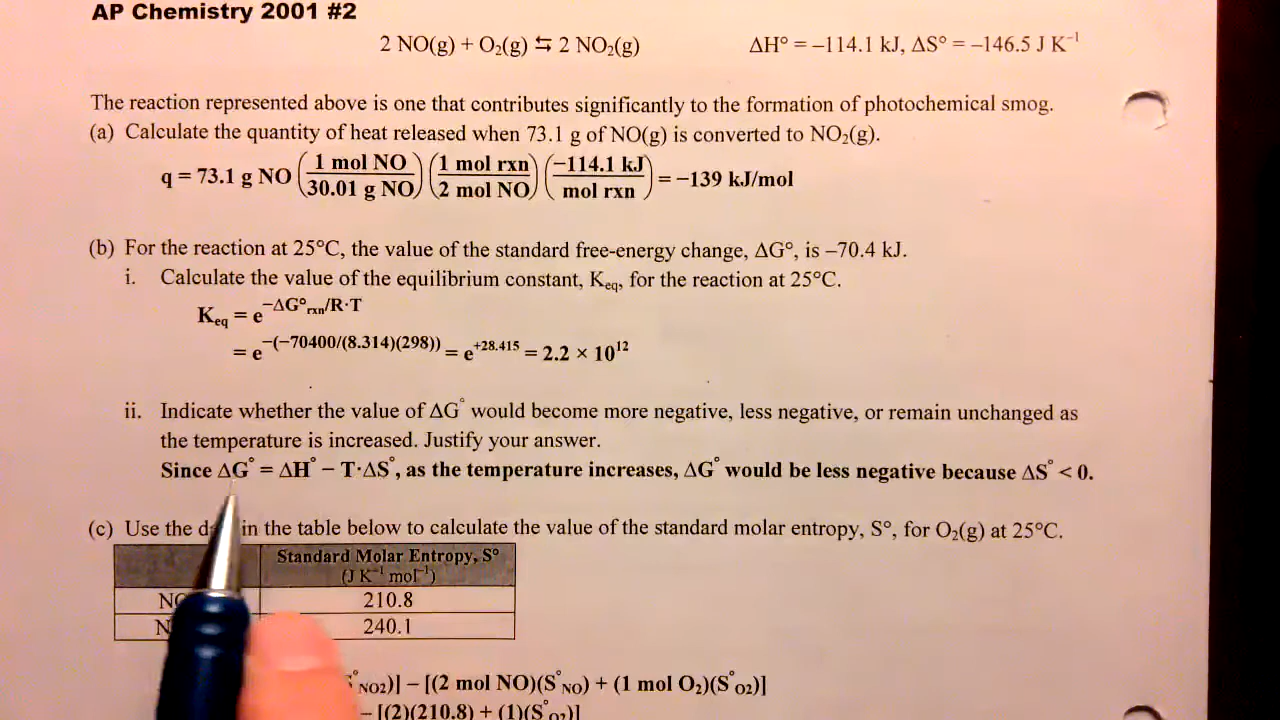 AP Chemistry 2001 #2
2 NO(g) + O₂(g) ⇆ 2 NO₂(g) ΔH° = –114.1 kJ, ΔS° = –146.5 J K⁻¹
The reaction represented above is one that contributes significantly to the formation of photochemical smog.
(a) Calculate the quantity of heat released when 73.1 g of NO(g) is converted to NO₂(g).
q = 73.1 g NO (1 mol NO / 30.01 g NO) (1 mol rxn / 2 mol NO) (–114.1 kJ / mol rxn) = –139 kJ/mol
(b) For the reaction at 25°C, the value of the standard free-energy change, ΔG°, is –70.4 kJ.
i. Calculate the value of the equilibrium constant, Keq, for the reaction at 25°C.
Keq = e^–ΔG°rxn/R·T
= e^–(–70400/(8.314)(298)) = e^+28.415 = 2.2 × 10¹²
ii. Indicate whether the value of ΔG° would become more negative, less negative, or remain unchanged as
the temperature is increased. Justify your answer.
Since ΔG° = ΔH° – T·ΔS°, as the temperature increases, ΔG° would be less negative because ΔS° < 0.
(c) Use the in the table below to calculate the value of the standard molar entropy, S°, for O₂(g) at 25°C.
Standard Molar Entropy, S°
(J K⁻¹ mol⁻¹)
210.8
240.1
NO2)] – [(2 mol NO)(S°NO) + (1 mol O₂)(S°O2)]
– [(2)(210.8) + (1)(S°O2)]